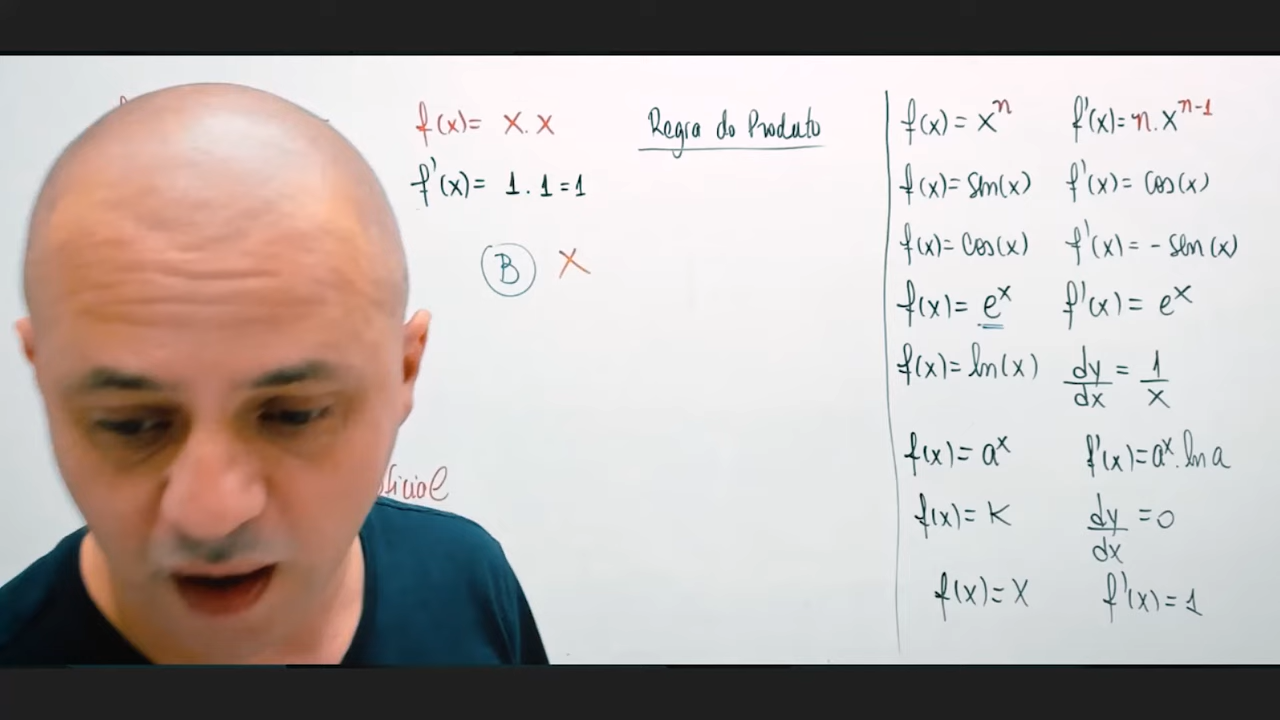 f(x)= x.x
f'(x)= 1.1=1
B X
Regra do Produto
f(x)= x^n f'(x)= n.x^n-1
f(x)= sen(x) f'(x)= cos(x)
f(x)= cos(x) f'(x)= - sen(x)
f(x)= e^x f'(x)= e^x
f(x)= ln(x) dy/dx = 1/x
f(x)= a^x f'(x)= a^x.ln a
f(x)= K dy/dx = 0
f(x)= x f'(x)= 1